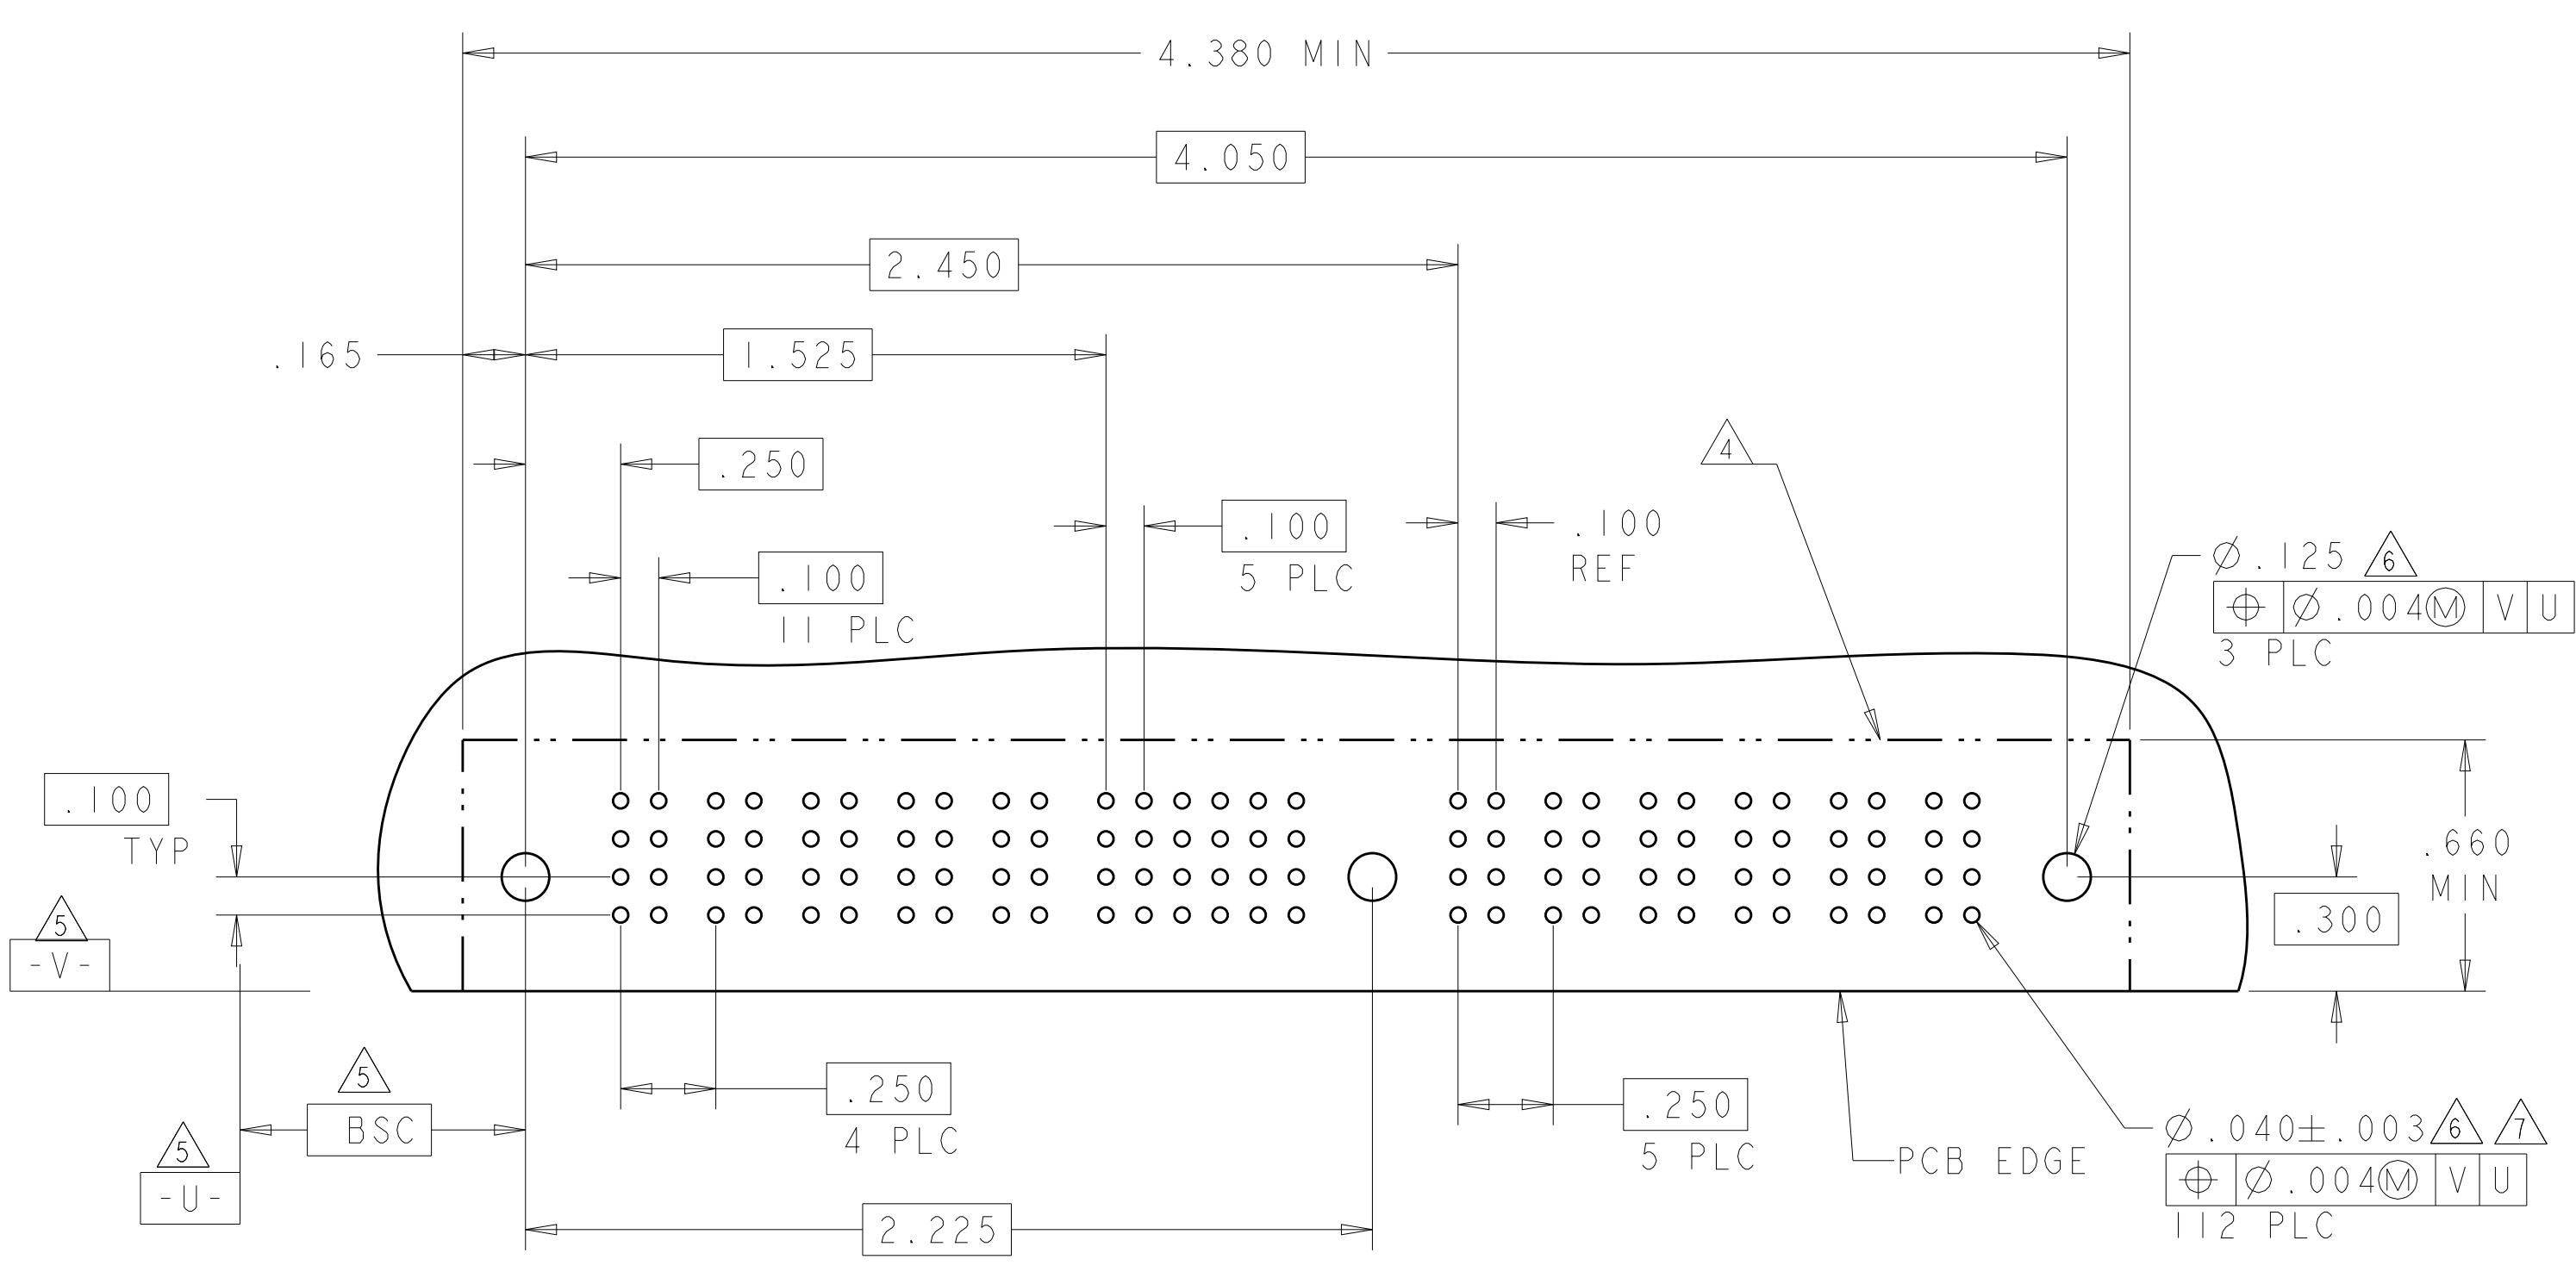 4.380 MIN
4.050
2.450
.165
1.525
.250
4
.100
5 PLC
.100
REF
.100
11 PLC
Ø.125 6
⌖ Ø.004Ⓜ V U
3 PLC
.100
TYP
.660
MIN
.300
5
-V-
5
BSC
5
-U-
.250
4 PLC
.250
5 PLC
PCB EDGE
Ø.040±.003 6 7
⌖ Ø.004Ⓜ V U
112 PLC
2.225